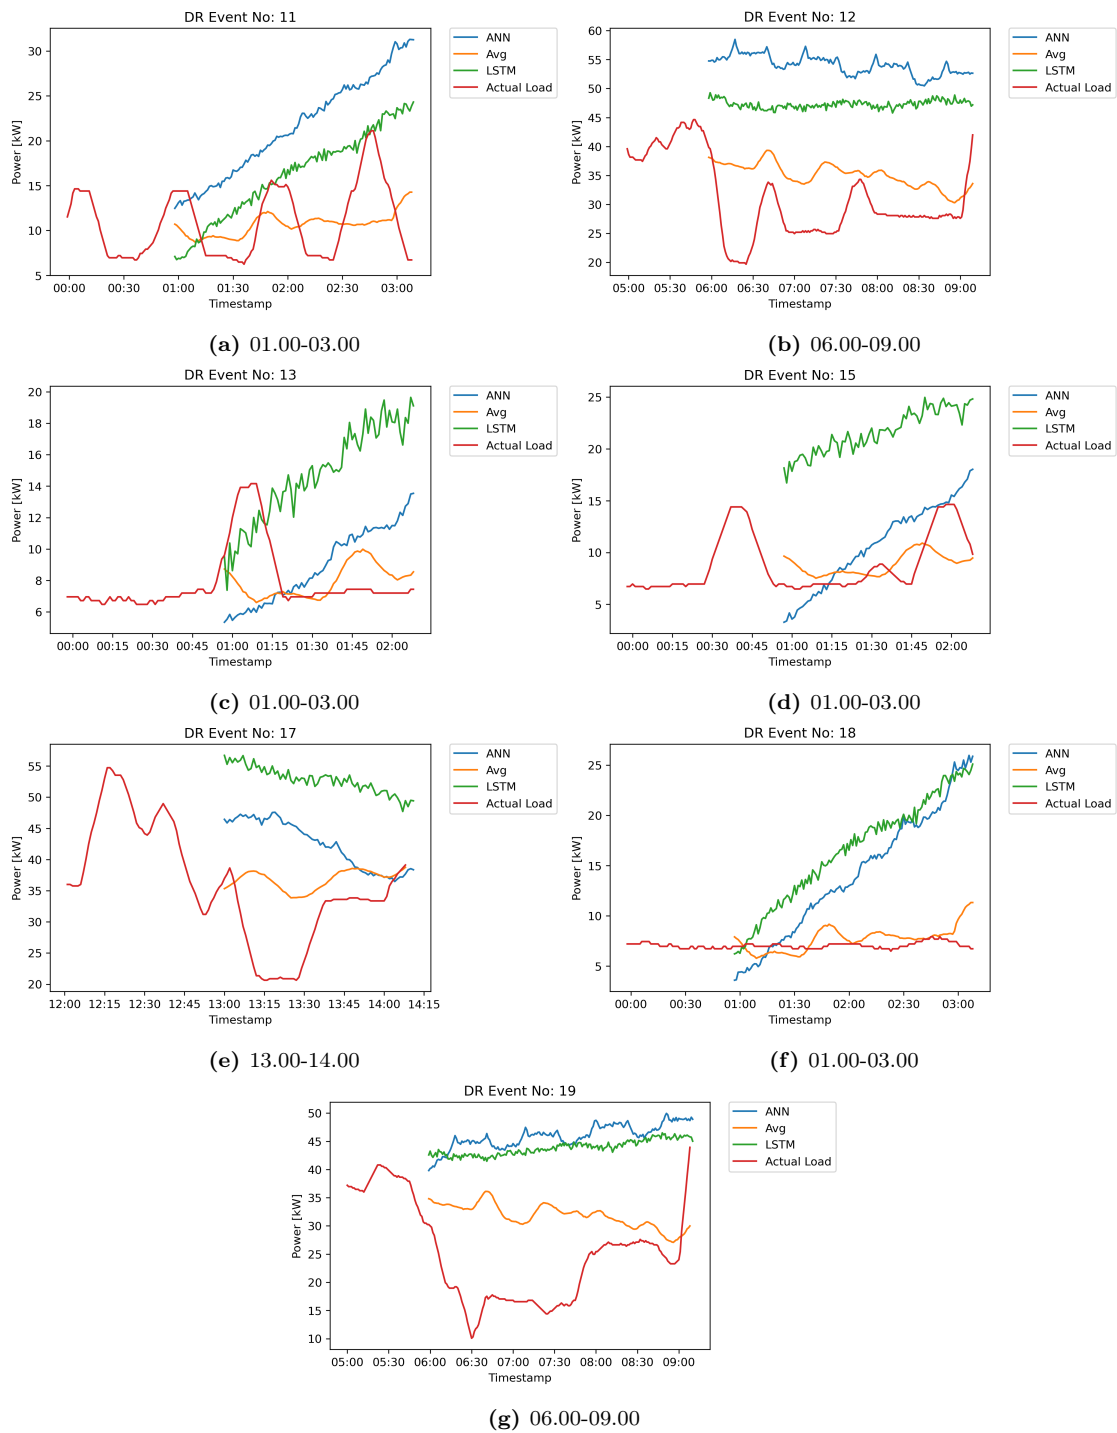 DR Event No: 11
ANN
Avg
LSTM
Actual Load
Power [kW]
30
25
20
15
10
5
00:00 00:30 01:00 01:30 02:00 02:30 03:00
Timestamp
(a) 01.00-03.00
DR Event No: 12
ANN
Avg
LSTM
Actual Load
Power [kW]
60
55
50
45
40
35
30
25
20
05:00 05:30 06:00 06:30 07:00 07:30 08:00 08:30 09:00
Timestamp
(b) 06.00-09.00
DR Event No: 13
ANN
Avg
LSTM
Actual Load
Power [kW]
20
18
16
14
12
10
8
6
00:00 00:15 00:30 00:45 01:00 01:15 01:30 01:45 02:00
Timestamp
(c) 01.00-03.00
DR Event No: 15
ANN
Avg
LSTM
Actual Load
Power [kW]
25
20
15
10
5
00:00 00:15 00:30 00:45 01:00 01:15 01:30 01:45 02:00
Timestamp
(d) 01.00-03.00
DR Event No: 17
ANN
Avg
LSTM
Actual Load
Power [kW]
55
50
45
40
35
30
25
20
12:00 12:15 12:30 12:45 13:00 13:15 13:30 13:45 14:00 14:15
Timestamp
(e) 13.00-14.00
DR Event No: 18
ANN
Avg
LSTM
Actual Load
Power [kW]
25
20
15
10
5
00:00 00:30 01:00 01:30 02:00 02:30 03:00
Timestamp
(f) 01.00-03.00
DR Event No: 19
ANN
Avg
LSTM
Actual Load
Power [kW]
50
45
40
35
30
25
20
15
10
05:00 05:30 06:00 06:30 07:00 07:30 08:00 08:30 09:00
Timestamp
(g) 06.00-09.00